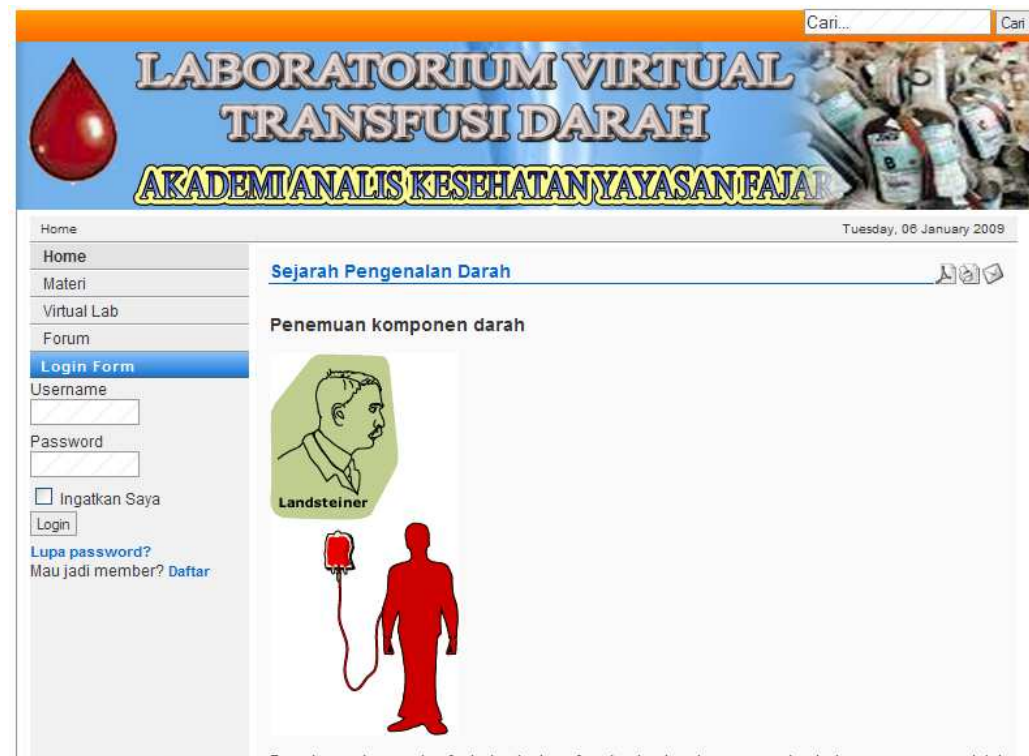 Cari...
Cari
LABORATORIUM VIRTUAL
TRANSFUSI DARAH
AKADEMI ANALIS KESEHATAN YAYASAN FAJAR
Home
Tuesday, 06 January 2009
Home
Materi
Virtual Lab
Forum
Login Form
Username
Password
Ingatkan Saya
Login
Lupa password?
Mau jadi member? Daftar
Sejarah Pengenalan Darah
Penemuan komponen darah
Landsteiner